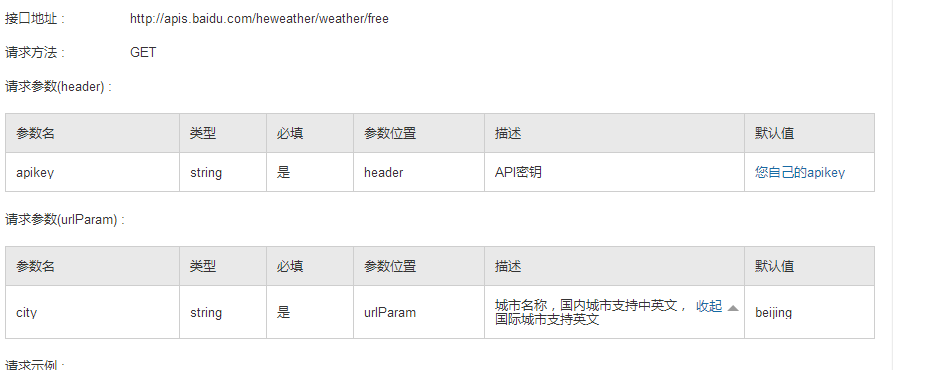 接口地址 : http://apis.baidu.com/heweather/weather/free
请求方法 : GET
请求参数(header) :
参数名 类型 必填 参数位置 描述 默认值
apikey string 是 header API密钥 您自己的apikey
请求参数(urlParam) :
参数名 类型 必填 参数位置 描述 默认值
city string 是 urlParam 城市名称，国内城市支持中英文， 收起 beijing
国际城市支持英文
请求示例 :